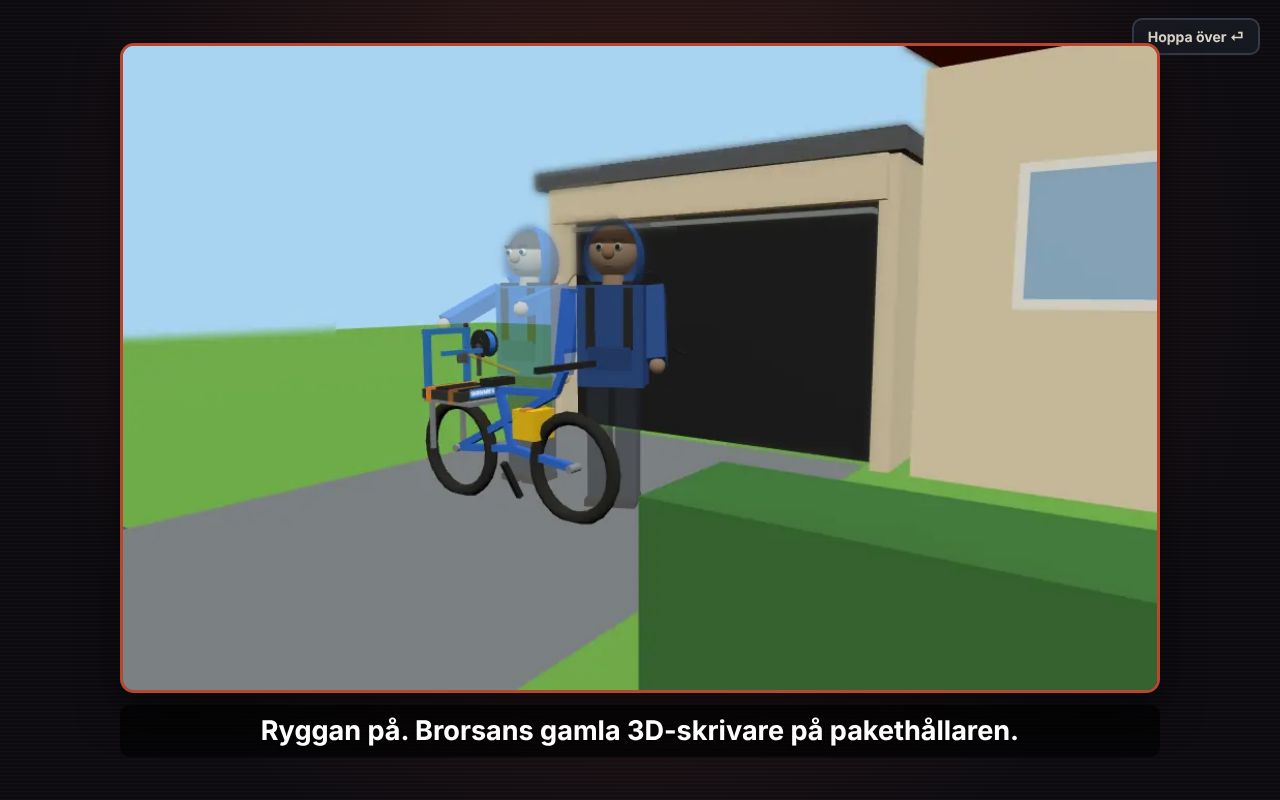 Hoppa över ⏎
Ryggan på. Brorsans gamla 3D-skrivare på pakethållaren.